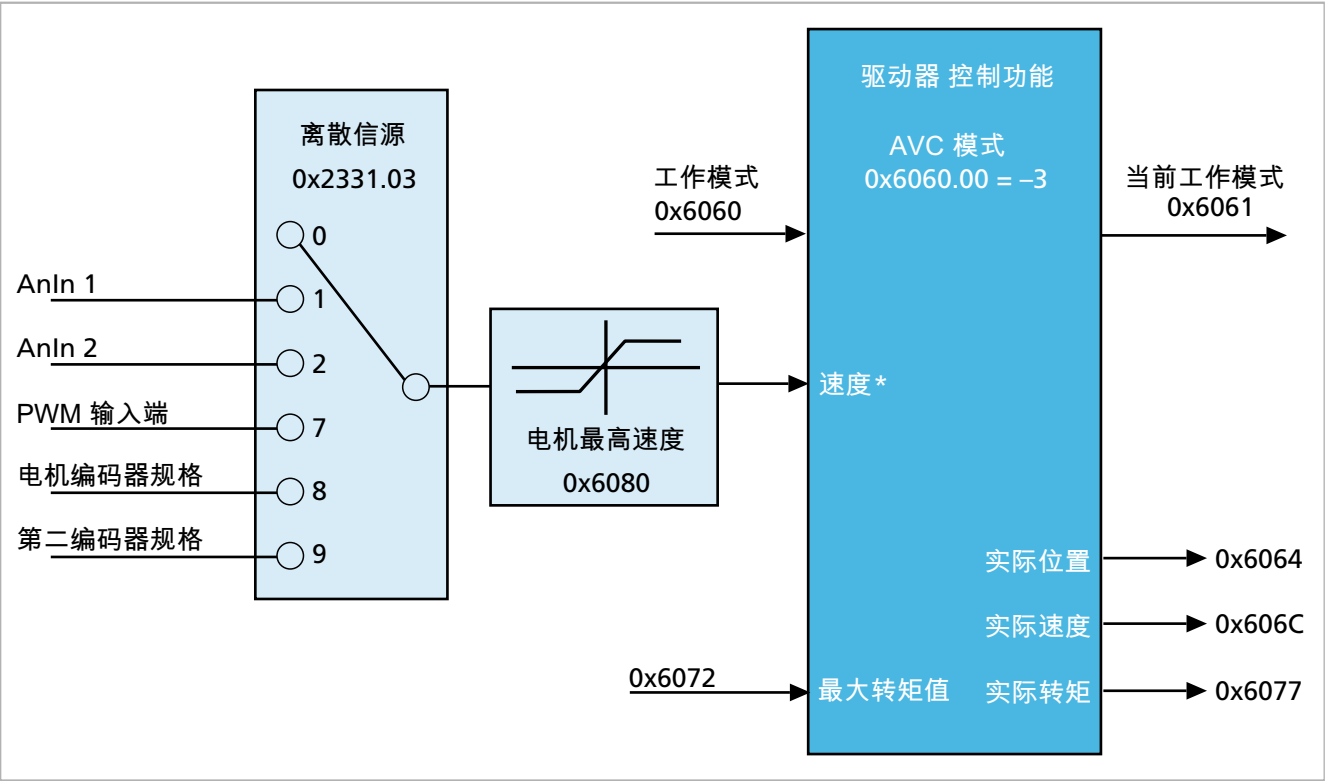 离散信源
0x2331.03
0
AnIn 1
1
AnIn 2
2
PWM 输入端
7
电机编码器规格
8
第二编码器规格
9
电机最高速度
0x6080
工作模式
0x6060
0x6072
驱动器 控制功能
AVC 模式
0x6060.00 = –3
速度*
最大转矩值
实际位置
实际速度
实际转矩
当前工作模式
0x6061
0x6064
0x606C
0x6077